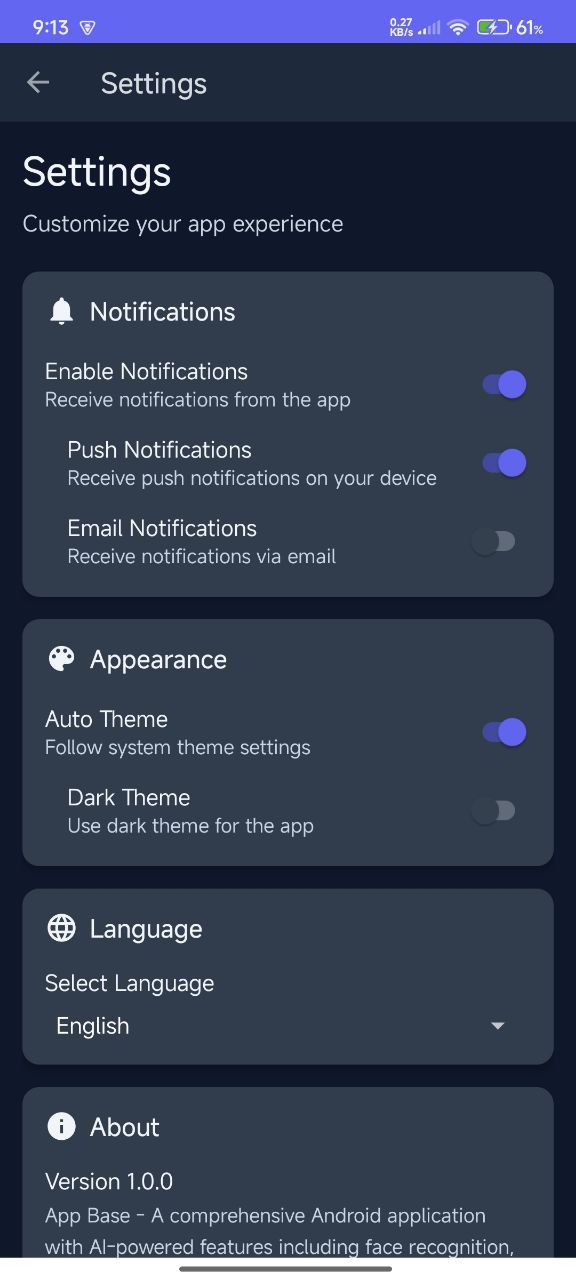 9:13
0.27
KB/s
61%
Settings
Settings
Customize your app experience
Notifications
Enable Notifications
Receive notifications from the app
Push Notifications
Receive push notifications on your device
Email Notifications
Receive notifications via email
Appearance
Auto Theme
Follow system theme settings
Dark Theme
Use dark theme for the app
Language
Select Language
English
About
Version 1.0.0
App Base - A comprehensive Android application
with AI-powered features including face recognition,